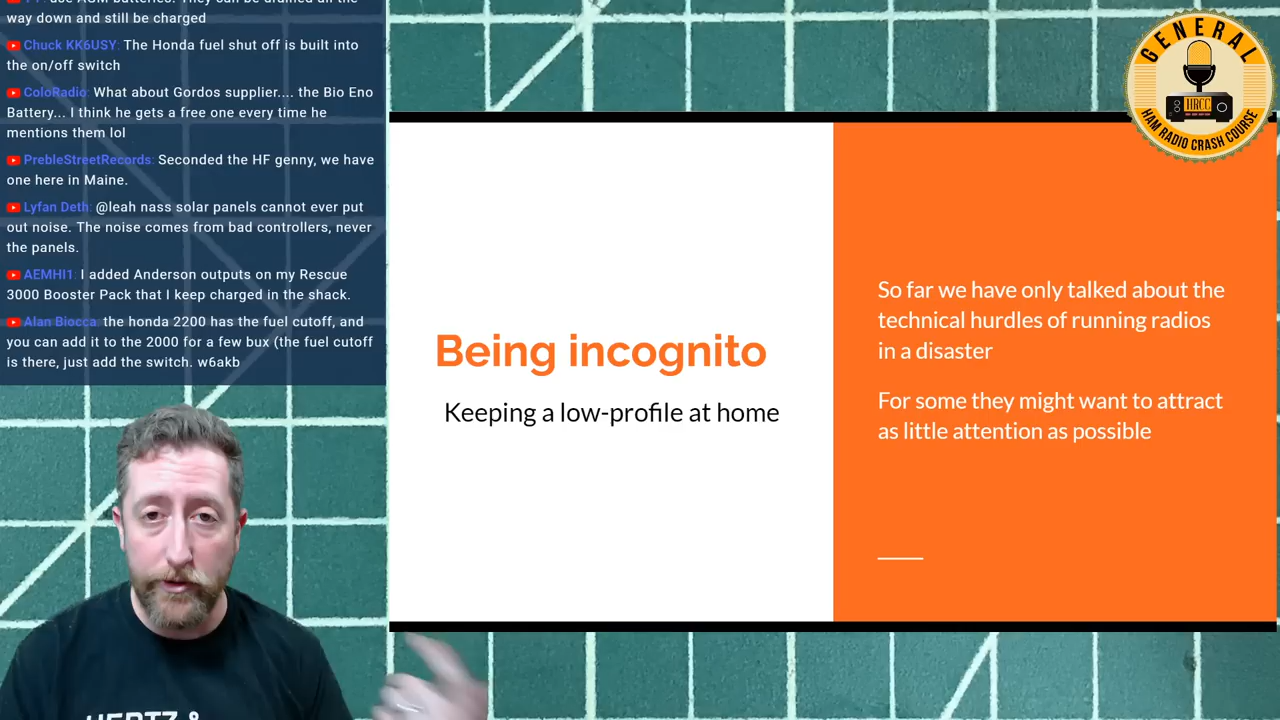 way down and still be charged
Chuck KK6USY: The Honda fuel shut off is built into
the on/off switch
ColoRadio: What about Gordos supplier.... the Bio Eno
Battery... I think he gets a free one every time he
mentions them lol
PrebleStreetRecords: Seconded the HF genny, we have
one here in Maine.
Lyfan Deth: @leah nass solar panels cannot ever put
out noise. The noise comes from bad controllers, never
the panels.
AEMHI1: I added Anderson outputs on my Rescue
3000 Booster Pack that I keep charged in the shack.
Alan Biocca: the honda 2200 has the fuel cutoff, and
you can add it to the 2000 for a few bux (the fuel cutoff
is there, just add the switch. w6akb
Being incognito
Keeping a low-profile at home
So far we have only talked about the
technical hurdles of running radios
in a disaster
For some they might want to attract
as little attention as possible
GENERAL
HRCC
HAM RADIO CRASH COURSE
HERTZ &